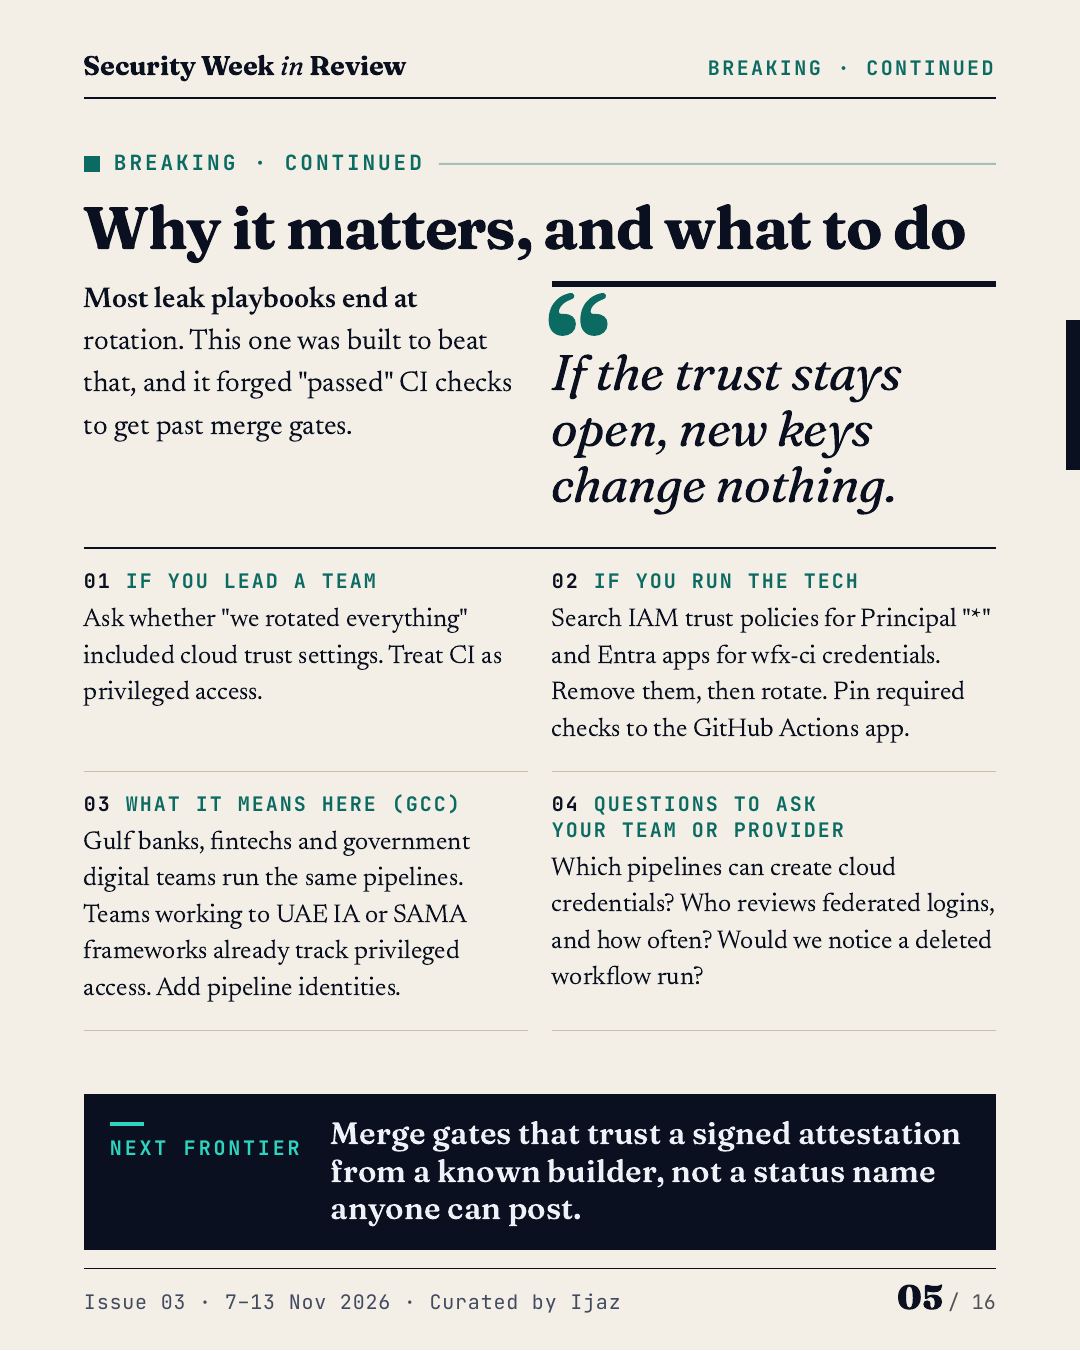 Security Week in Review
BREAKING · CONTINUED
BREAKING · CONTINUED
Why it matters, and what to do
Most leak playbooks end at
rotation. This one was built to beat
that, and it forged "passed" CI checks
to get past merge gates.
“
If the trust stays
open, new keys
change nothing.
01 IF YOU LEAD A TEAM
Ask whether "we rotated everything"
included cloud trust settings. Treat CI as
privileged access.
02 IF YOU RUN THE TECH
Search IAM trust policies for Principal "*"
and Entra apps for wfx-ci credentials.
Remove them, then rotate. Pin required
checks to the GitHub Actions app.
03 WHAT IT MEANS HERE (GCC)
Gulf banks, fintechs and government
digital teams run the same pipelines.
Teams working to UAE IA or SAMA
frameworks already track privileged
access. Add pipeline identities.
04 QUESTIONS TO ASK
YOUR TEAM OR PROVIDER
Which pipelines can create cloud
credentials? Who reviews federated logins,
and how often? Would we notice a deleted
workflow run?
NEXT FRONTIER
Merge gates that trust a signed attestation
from a known builder, not a status name
anyone can post.
Issue 03 · 7–13 Nov 2026 · Curated by Ijaz
05 / 16